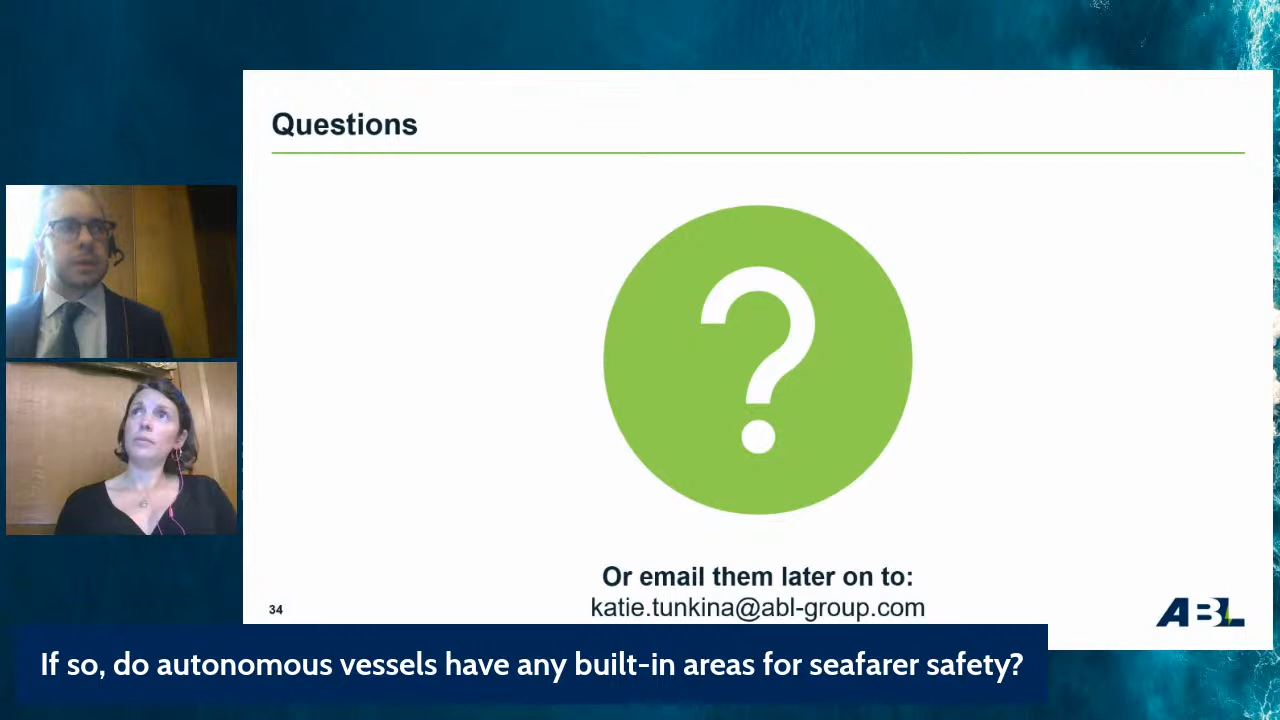 Questions
?
Or email them later on to:
katie.tunkina@abl-group.com
34
ABL
If so, do autonomous vessels have any built-in areas for seafarer safety?